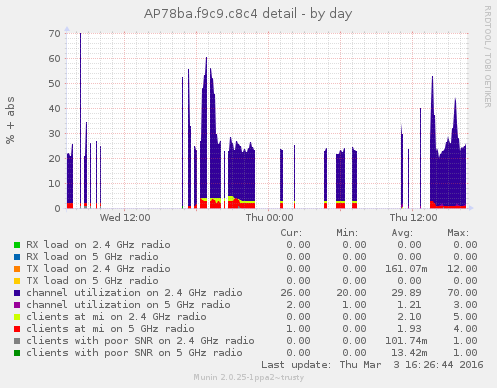 AP78ba.f9c9.c8c4 detail - by day
RRDTOOL / TOBI OETIKER
% + abs
70
60
50
40
30
20
10
0
Wed 12:00 Thu 00:00 Thu 12:00
Cur: Min: Avg: Max:
RX load on 2.4 GHz radio 0.00 0.00 0.00 0.00
RX load on 5 GHz radio 0.00 0.00 0.00 0.00
TX load on 2.4 GHz radio 0.00 0.00 161.07m 12.00
TX load on 5 GHz radio 0.00 0.00 0.00 0.00
channel utilization on 2.4 GHz radio 26.00 20.00 29.89 70.00
channel utilization on 5 GHz radio 2.00 1.00 1.21 3.00
clients at mi on 2.4 GHz radio 0.00 0.00 2.10 5.00
clients at mi on 5 GHz radio 1.00 0.00 1.93 4.00
clients with poor SNR on 2.4 GHz radio 0.00 0.00 101.74m 1.00
clients with poor SNR on 5 GHz radio 0.00 0.00 13.42m 1.00
Last update: Thu Mar 3 16:26:44 2016
Munin 2.0.25-1ppa2~trusty